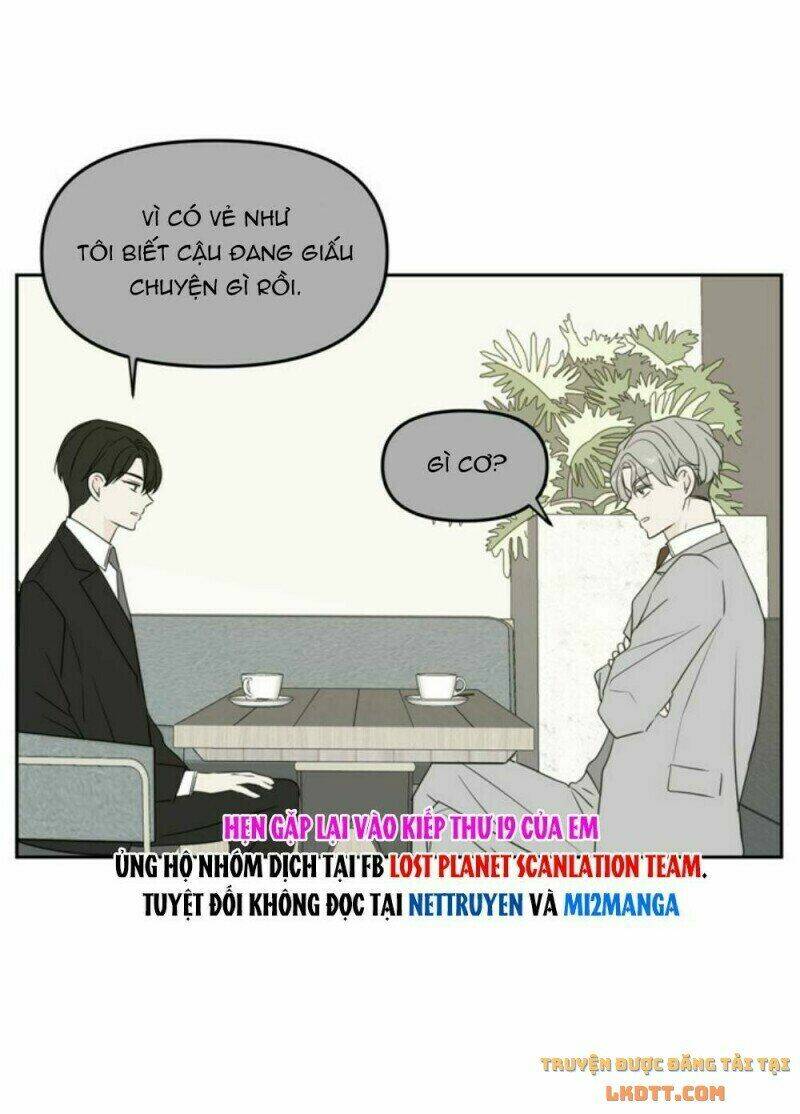 VÌ CÓ VẺ NHƯ
TÔI BIẾT CẬU ĐANG GIẤU
CHUYỆN GÌ RỒI.
GÌ CƠ?
HẸN GẶP LẠI VÀO KIẾP THƯ 19 CỦA EM
ỦNG HỘ NHÓM DỊCH TẠI FB LOST PLANET SCANLATION TEAM.
TUYỆT ĐỐI KHÔNG ĐỌC TẠI NETTRUYEN VÀ MI2MANGA
TRUYỆN ĐƯỢC ĐĂNG TẢI TẠI
LKDTT.COM